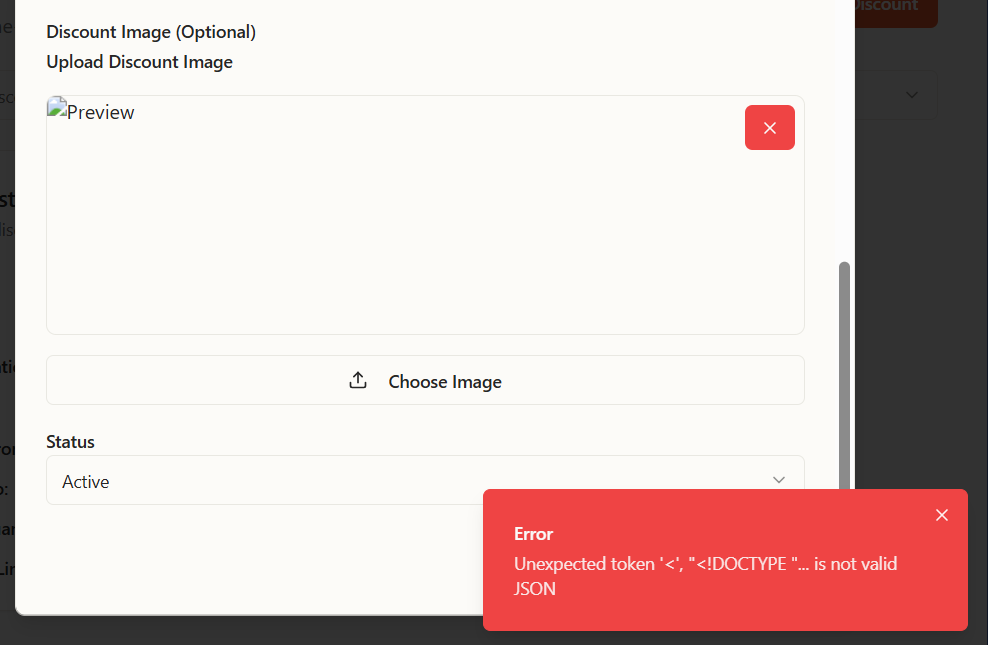 Discount
Discount Image (Optional)
Upload Discount Image
Preview
Choose Image
Status
Active
Error
Unexpected token '<', "<!DOCTYPE "... is not valid
JSON